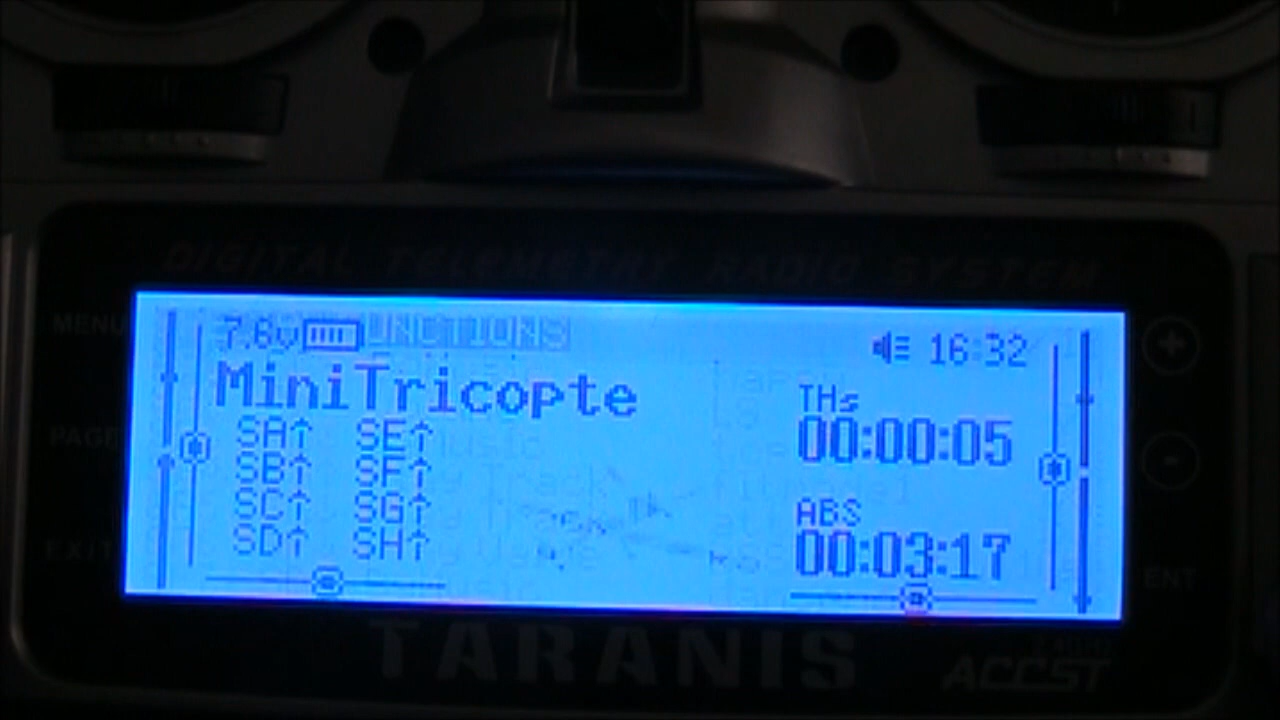 DIGITAL TELEMETRY RADIO SYSTEM
MENU
7.6v UNCTIONS 16:32
MiniTricopte
THs
00:00:05
SA↑ SE↑
SB↑ SF↑
SC↑ SG↑
SD↑ SH↑
ABS
00:03:17
PAGE
EXIT
ENT
+
-
TARANIS
ACCST